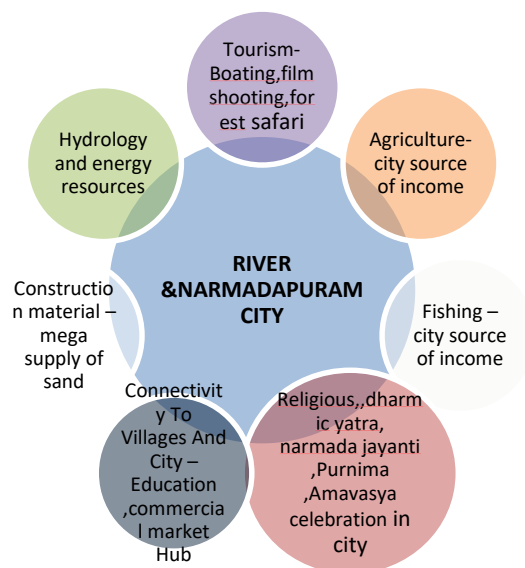 Tourism-
Boating,film
shooting,for
est safari
Hydrology
and energy
resources
Agriculture-
city source
of income
RIVER
&NARMADAPURAM
CITY
Constructio
n material –
mega
supply of
sand
Fishing –
city source
of income
Connectivit
y To
Villages And
City –
Education
,commercia
l market
Hub
Religious,,dharm
ic yatra,
narmada jayanti
,Purnima
,Amavasya
celebration in
city